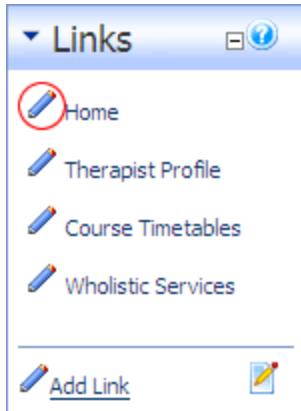 Links
Home
Therapist Profile
Course Timetables
Wholistic Services
Add Link